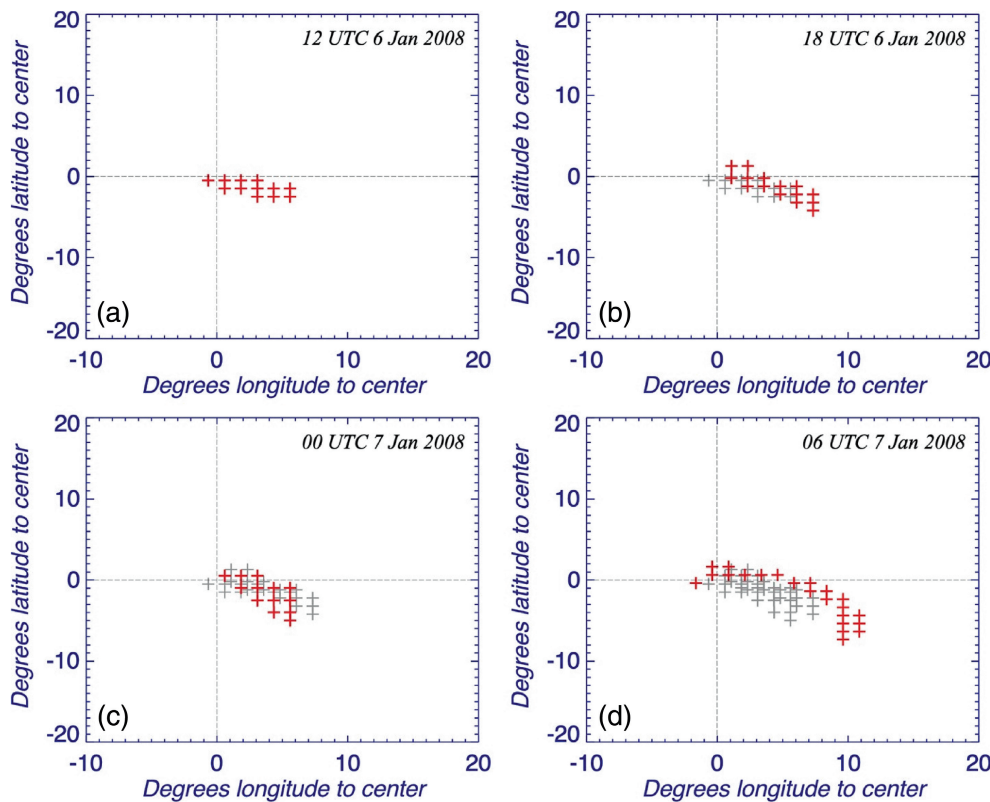 12 UTC 6 Jan 2008
20
10
0
-10
-20
Degrees latitude to center
(a)
-10 0 10 20
Degrees longitude to center
18 UTC 6 Jan 2008
20
10
0
-10
-20
Degrees latitude to center
(b)
-10 0 10 20
Degrees longitude to center
00 UTC 7 Jan 2008
20
10
0
-10
-20
Degrees latitude to center
(c)
-10 0 10 20
Degrees longitude to center
06 UTC 7 Jan 2008
20
10
0
-10
-20
Degrees latitude to center
(d)
-10 0 10 20
Degrees longitude to center